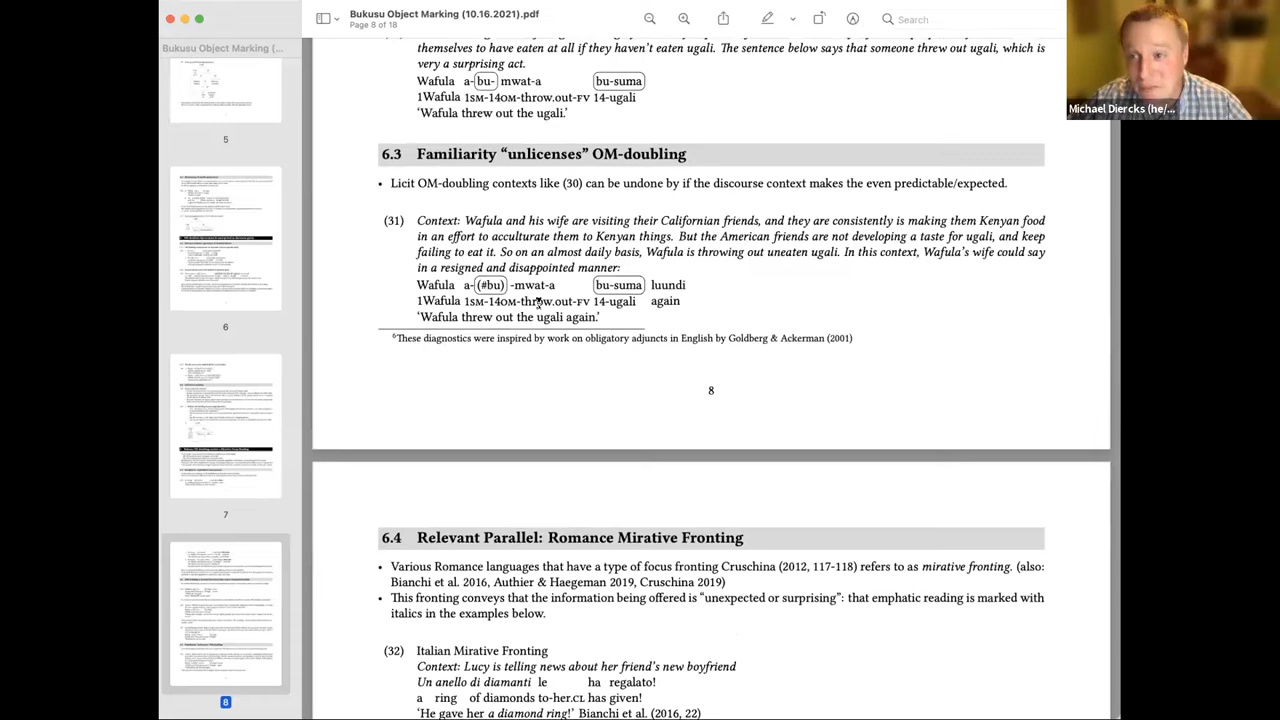 Bukusu Object Marking (10.16.2021).pdf
Page 8 of 18
Search
Bukusu Object Marking (...
5
6
7
8
themselves to have eaten at all if they haven't eaten ugali. The sentence below says that someone threw out ugali, which is
very a surprising act.
Wafula a- bu- mwat-a bu-suma
1Wafula 1SM-14OM-throw.out-FV 14-ugali
'Wafula threw out the ugali.'
6.3 Familiarity "unlicenses" OM-doubling
• Licit OM-doubling contexts like (30) can be undone by if the discourse context makes the event predictable/expected.
(31) Context: Wafula and his wife are visiting their California friends, and they are consistently cooking them Kenyan food
in an effort to acculturate them to Kenyan things. But the American friends are not developing a taste for ugali, and keep
failing to eat it. So on an almost daily basis Wafula is throwing out uneaten ugali. In this context, Wafula's wife could say
in a resigned and disappointed manner:
Wafula a- (#bu) -mwat-a bu-suma luundi
1Wafula 1SM-14OM-throw.out-FV 14-ugali again
'Wafula threw out the ugali again.'
6These diagnostics were inspired by work on obligatory adjuncts in English by Goldberg & Ackerman (2001)
8
6.4 Relevant Parallel: Romance Mirative Fronting
Various Romance languages show a type of focus fronting Cruschina (2012, 117-118) refers to as mirative fronting. (also:
Bianchi et al. 2016, Authier & Haegeman 2019, Cruschina 2019)
This fronting conveys that the information conveyed is "unexpected or surprising": that emphatic reading is marked with
italics in the translations below.
(32) Italian Mirative Fronting
Context: Lucy is telling Mary about her friend's new boyfriend
Un anello di diamanti le ha regalato!
a ring of diamonds to-her.CL has given!
'He gave her a diamond ring!' Bianchi et al. (2016, 22)
Michael Diercks (he/...